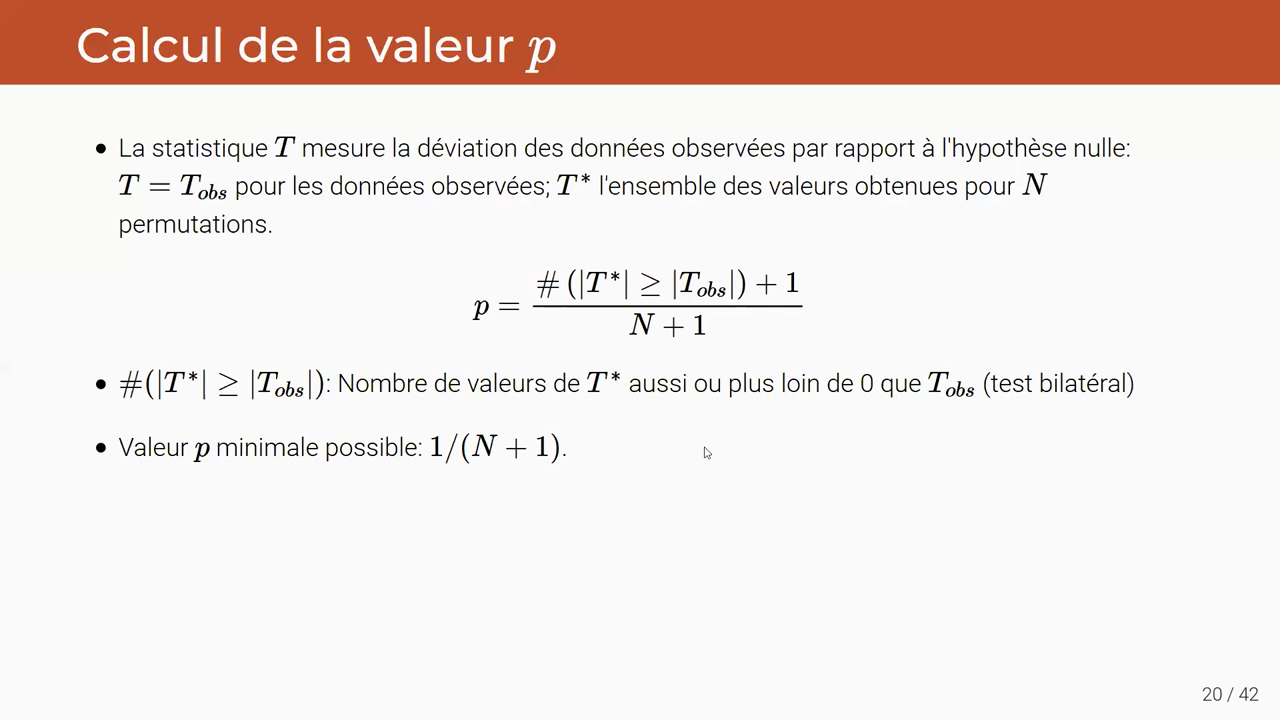 Calcul de la valeur p
• La statistique T mesure la déviation des données observées par rapport à l'hypothèse nulle:
T = T_obs pour les données observées; T* l'ensemble des valeurs obtenues pour N
permutations.
p = (# (|T*| ≥ |T_obs|) + 1) / (N + 1)
• #(|T*| ≥ |T_obs|): Nombre de valeurs de T* aussi ou plus loin de 0 que T_obs (test bilatéral)
• Valeur p minimale possible: 1/(N + 1).
20 / 42